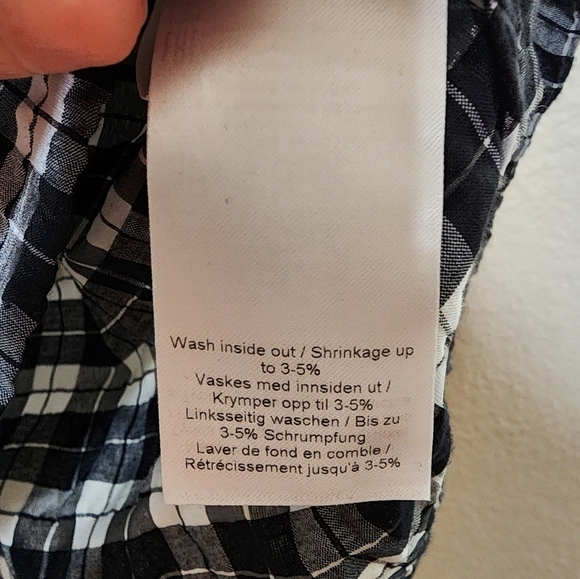 Wash inside out / Shrinkage up
to 3-5%
Vaskes med innsiden ut /
Krymper opp til 3-5%
Linksseitig waschen / Bis zu
3-5% Schrumpfung
Laver de fond en comble /
Rétrécissement jusqu'à 3-5%